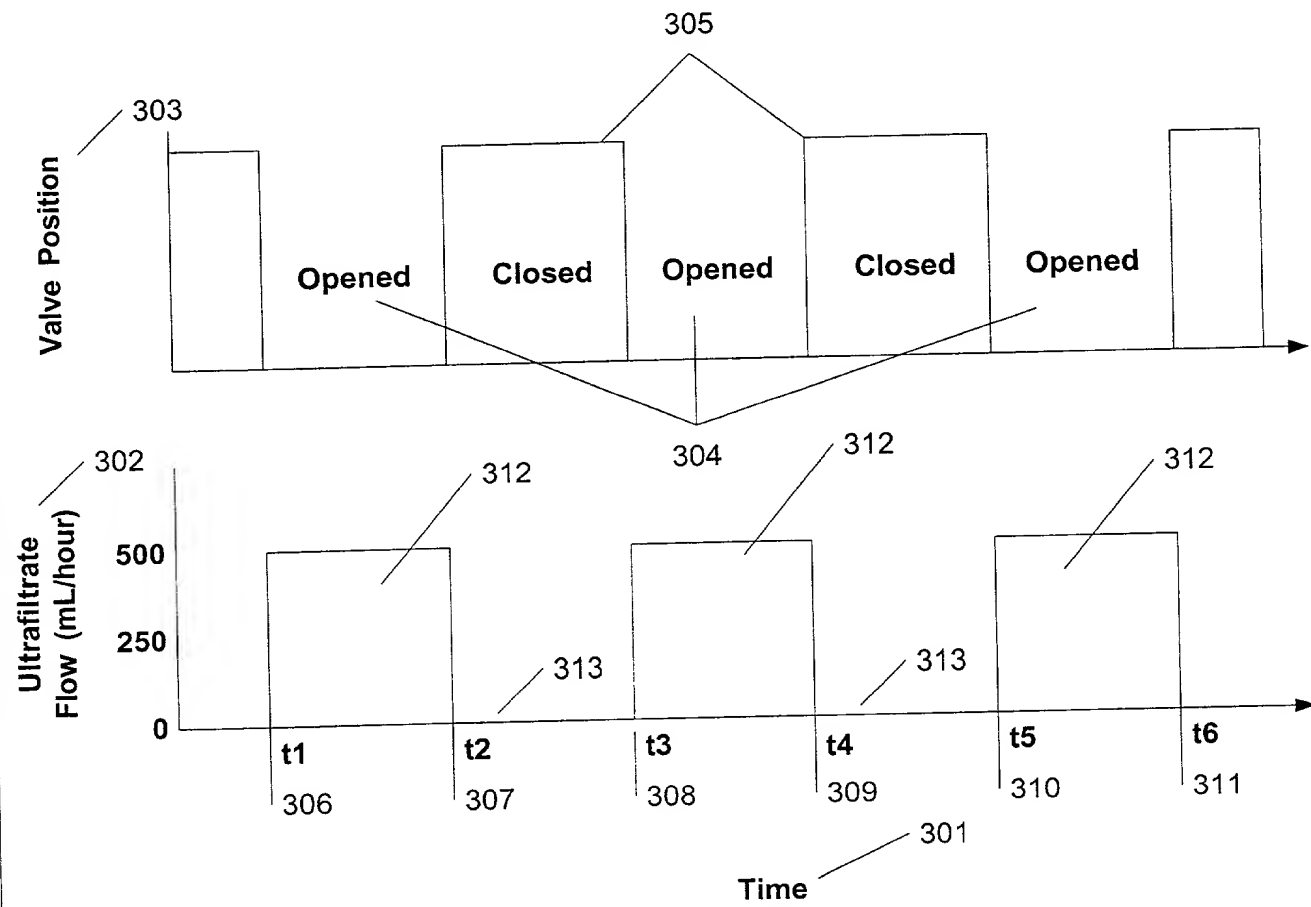 305
303
Valve Position
Opened
Closed
Opened
Closed
Opened
304
302
312
312
312
Ultrafiltrate
Flow (mL/hour)
500
250
0
313
313
t1
t2
t3
t4
t5
t6
306
307
308
309
310
311
301
Time